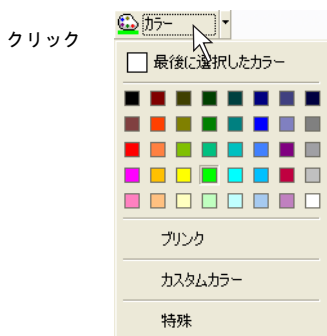 カラー
クリック
最後に選択したカラー
ブリンク
カスタムカラー
特殊